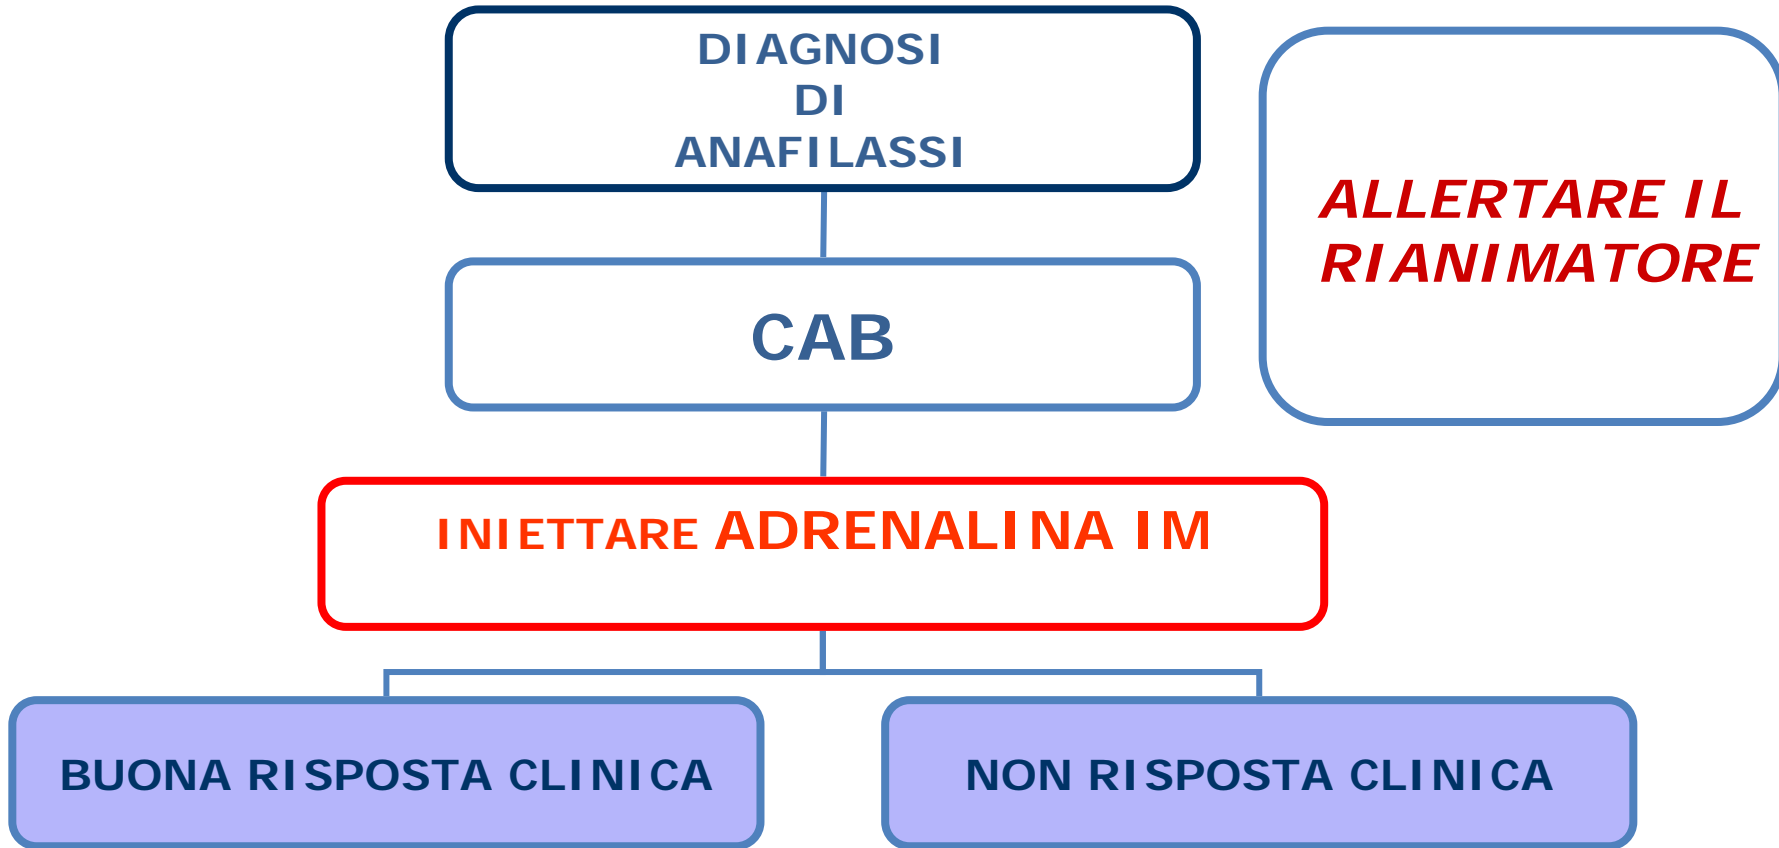 DIAGNOSI
DI
ANAFILASSI
ALLERTARE IL
RIANIMATORE
CAB
INIETTARE ADRENALINA IM
BUONA RISPOSTA CLINICA
NON RISPOSTA CLINICA